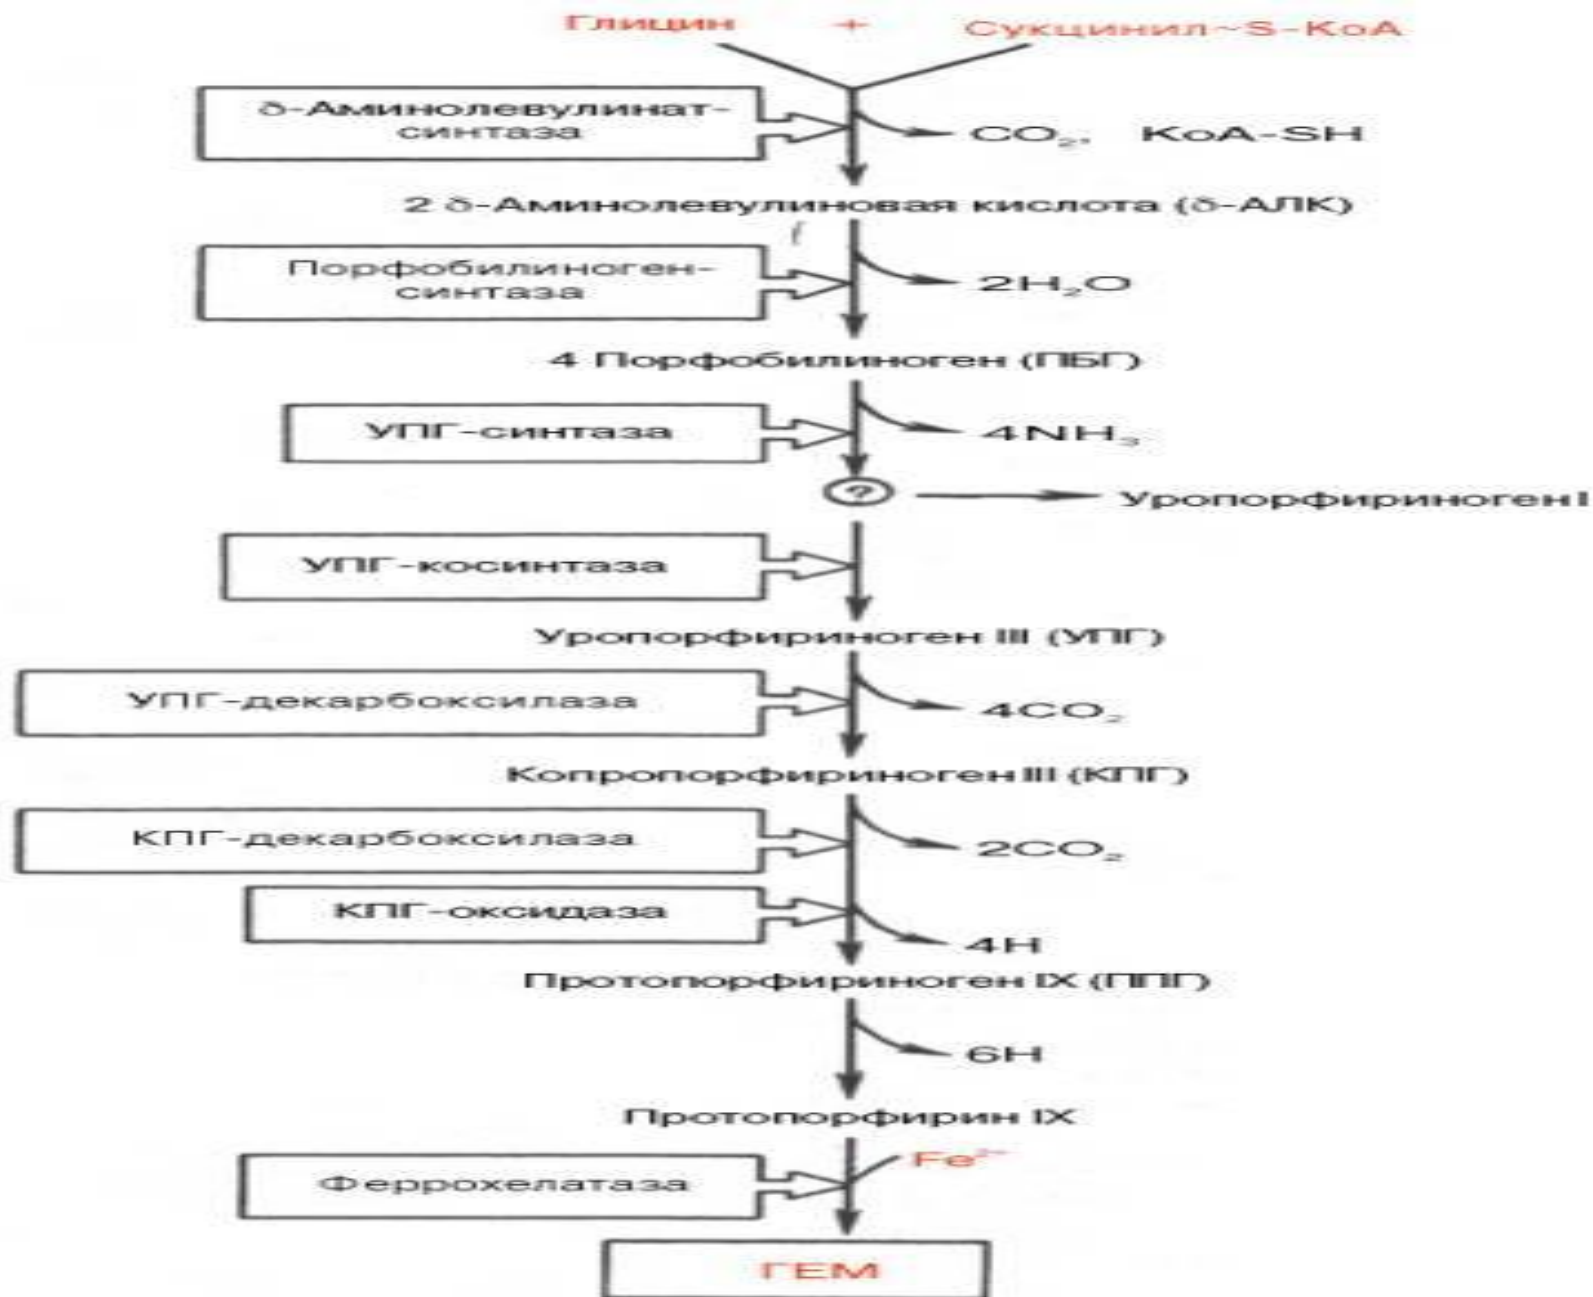 Глицин + Сукцинил~S-КоА
δ-Аминолевулинат-
синтаза
CO₂, КоА-SH
2 δ-Аминолевулиновая кислота (δ-АЛК)
Порфобилиноген-
синтаза
2H₂O
4 Порфобилиноген (ПБГ)
УПГ-синтаза
4NH₃
?
Уропорфириноген I
УПГ-косинтаза
Уропорфириноген III (УПГ)
УПГ-декарбоксилаза
4CO₂
Копропорфириноген III (КПГ)
КПГ-декарбоксилаза
2CO₂
КПГ-оксидаза
4H
Протопорфириноген IX (ППГ)
6H
Протопорфирин IX
Fe²⁺
Феррохелатаза
ГЕМ